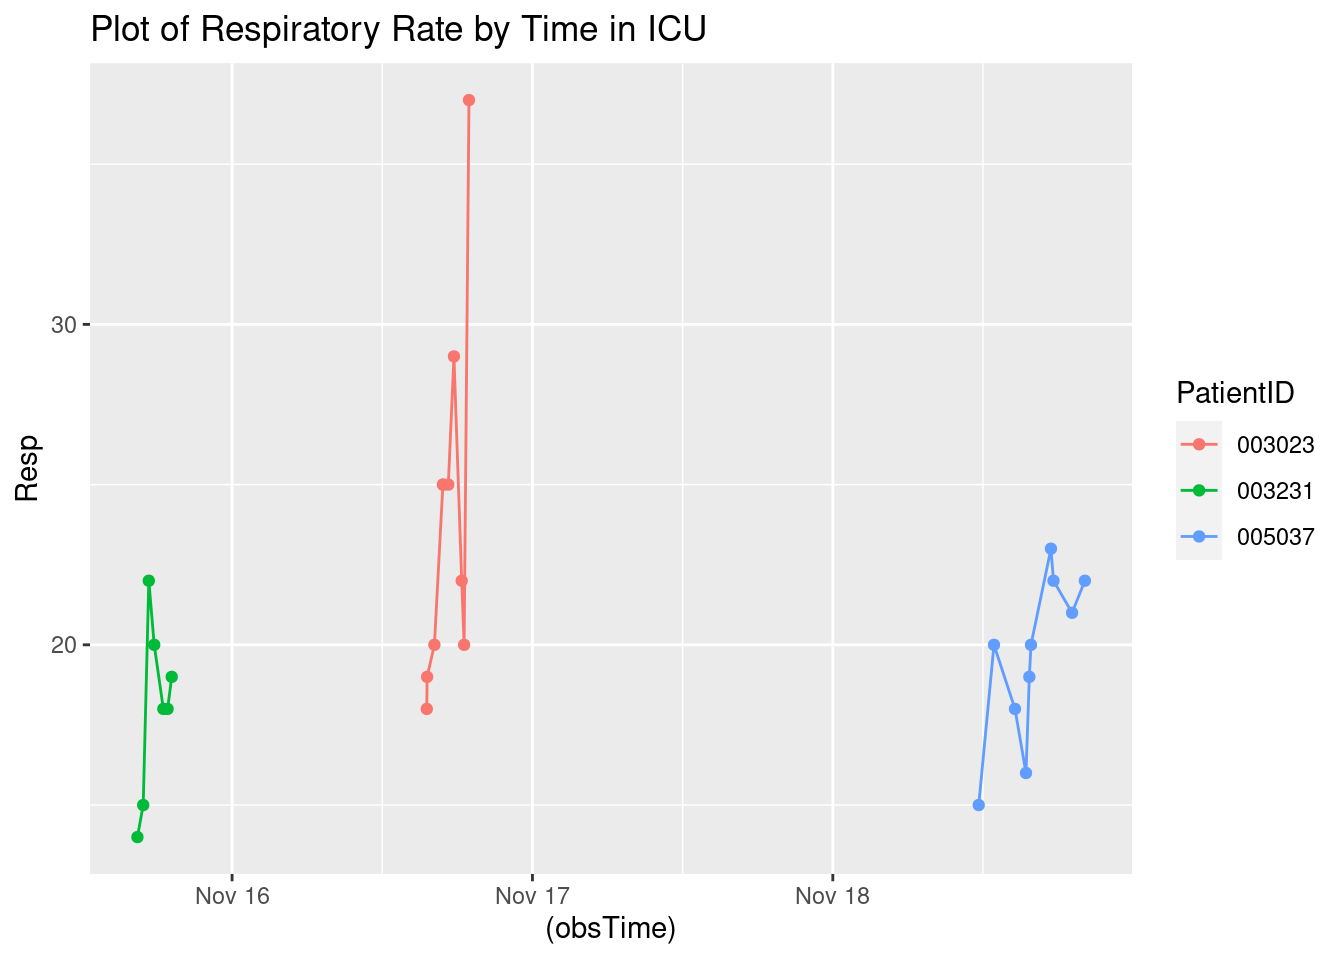 Plot of Respiratory Rate by Time in ICU
Resp
30
20
Nov 16
Nov 17
Nov 18
(obsTime)
PatientID
003023
003231
005037